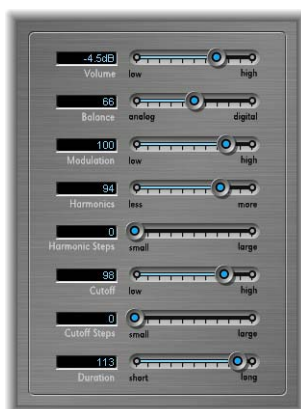 -4.5dB
Volume low high
66
Balance analog digital
100
Modulation low high
94
Harmonics less more
0
Harmonic Steps small large
98
Cutoff low high
0
Cutoff Steps small large
113
Duration short long